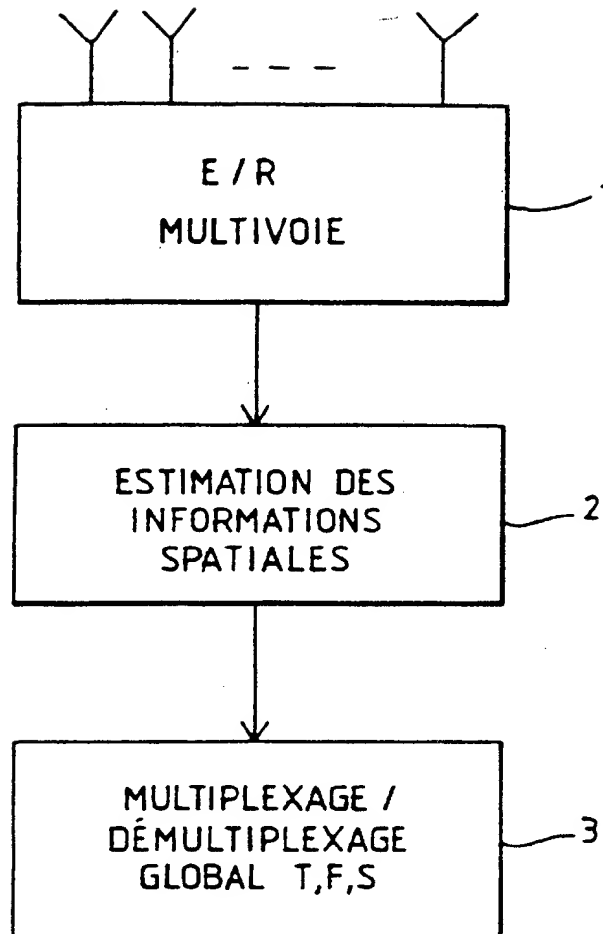 E/R
MULTIVOIE
ESTIMATION DES
INFORMATIONS
SPATIALES
2
MULTIPLEXAGE /
DÉMULTIPLEXAGE
GLOBAL T,F,S
3